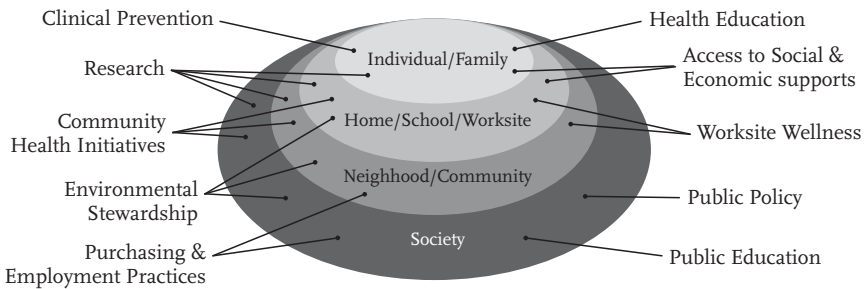 Clinical Prevention
Research
Community
Health Initiatives
Environmental
Stewardship
Purchasing &
Employment Practices
Individual/Family
Home/School/Worksite
Neighhood/Community
Society
Health Education
Access to Social &
Economic supports
Worksite Wellness
Public Policy
Public Education